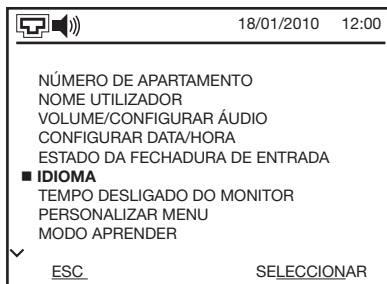 18/01/2010 12:00
NÚMERO DE APARTAMENTO
NOME UTILIZADOR
VOLUME/CONFIGURAR ÁUDIO
CONFIGURAR DATA/HORA
ESTADO DA FECHADURA DE ENTRADA
IDIOMA
TEMPO DESLIGADO DO MONITOR
PERSONALIZAR MENU
MODO APRENDER
ESC SELECCIONAR